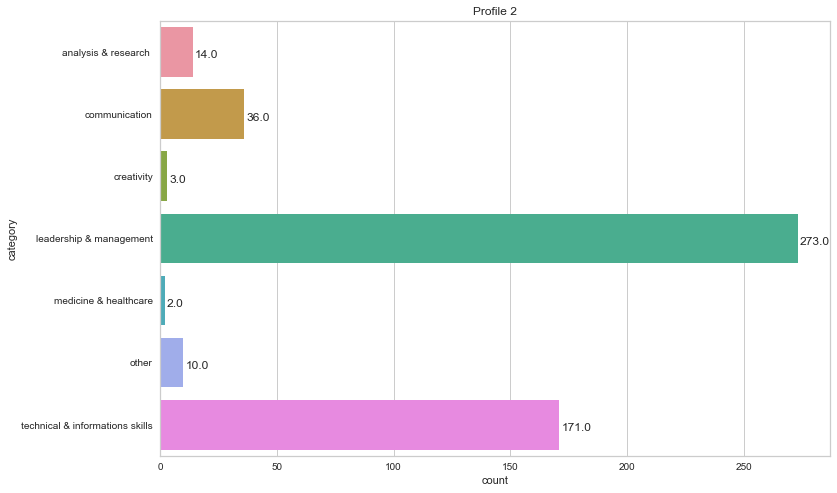 Profile 2
analysis & research 14.0
communication 36.0
creativity 3.0
leadership & management 273.0
medicine & healthcare 2.0
other 10.0
technical & informations skills 171.0
category
0 50 100 150 200 250
count